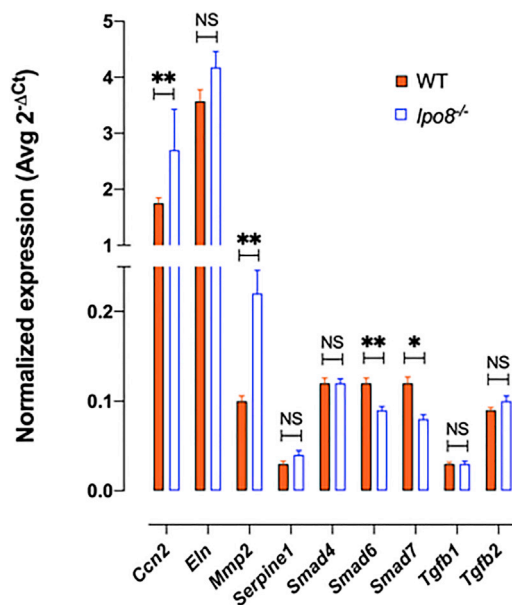 Normalized expression (Avg 2-ΔCt)
5
4
3
2
1
0.2
0.1
0.0
** NS ** NS NS ** * NS NS
WT
Ipo8-/-
Ccn2 Eln Mmp2 Serpine1 Smad4 Smad6 Smad7 Tgfb1 Tgfb2